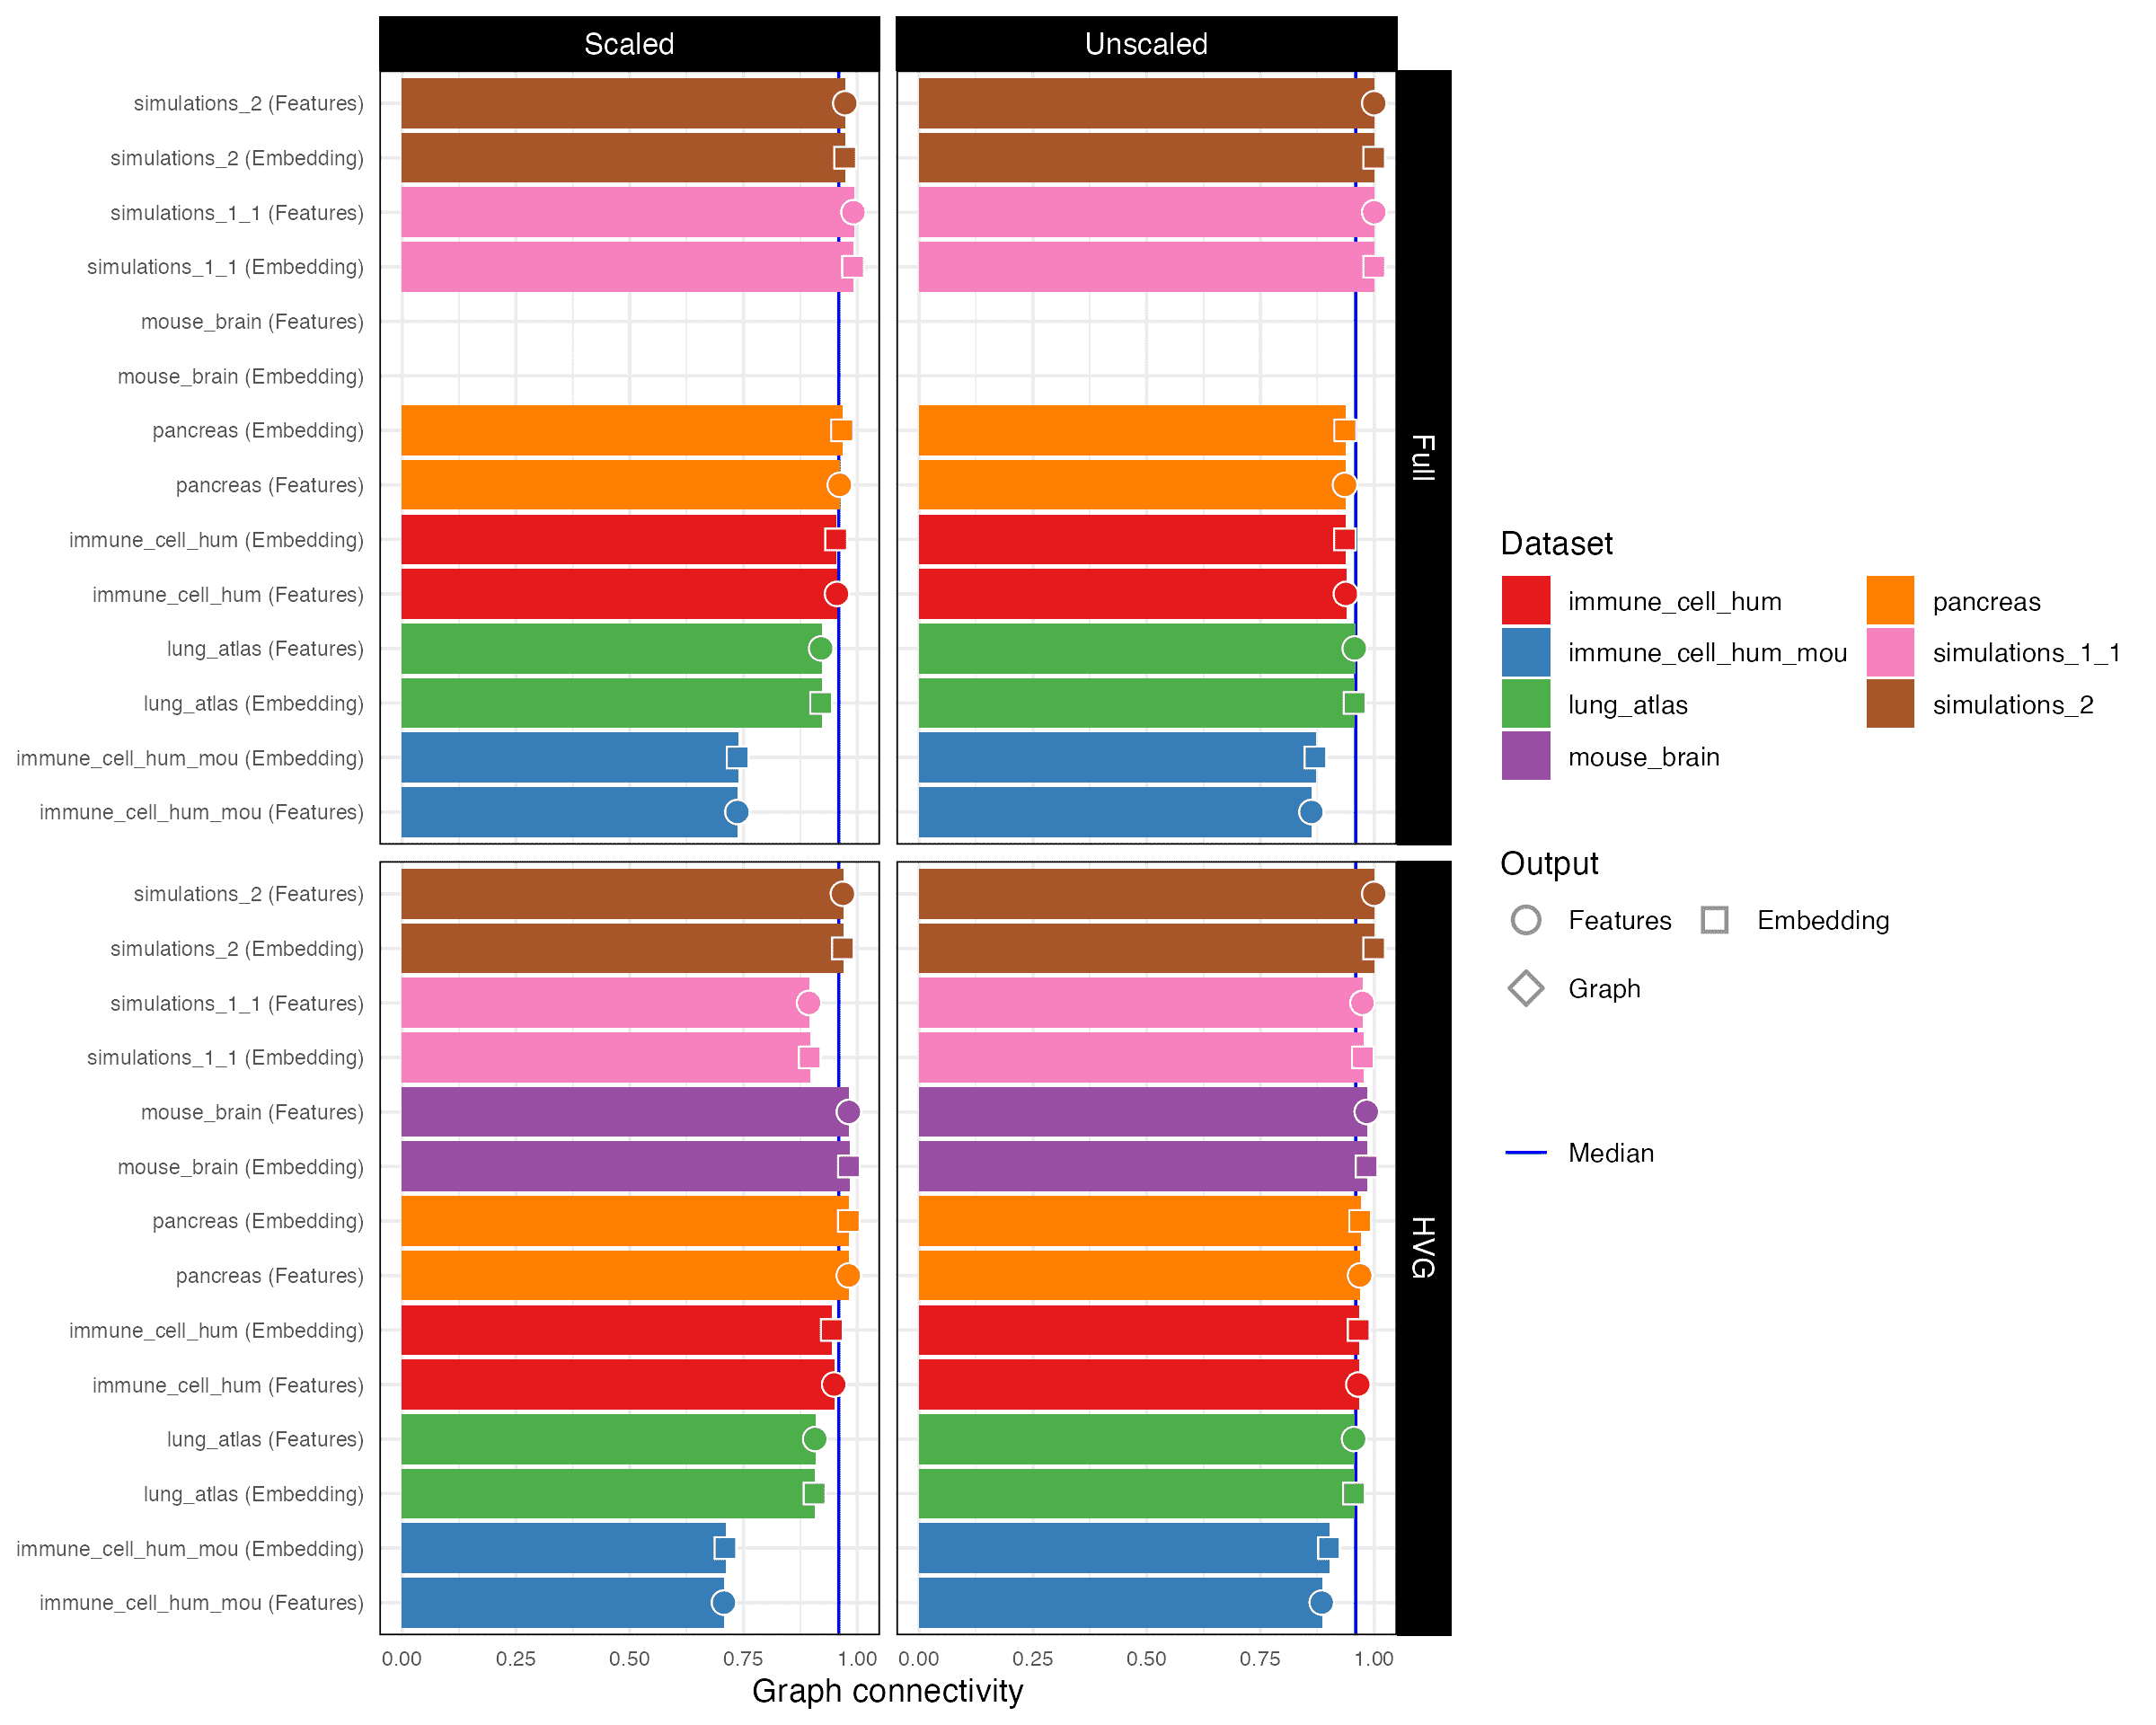 Scaled
Unscaled
simulations_2 (Features)
simulations_2 (Embedding)
simulations_1_1 (Features)
simulations_1_1 (Embedding)
mouse_brain (Features)
mouse_brain (Embedding)
pancreas (Embedding)
pancreas (Features)
immune_cell_hum (Embedding)
immune_cell_hum (Features)
lung_atlas (Features)
lung_atlas (Embedding)
immune_cell_hum_mou (Embedding)
immune_cell_hum_mou (Features)
Full
simulations_2 (Features)
simulations_2 (Embedding)
simulations_1_1 (Features)
simulations_1_1 (Embedding)
mouse_brain (Features)
mouse_brain (Embedding)
pancreas (Embedding)
pancreas (Features)
immune_cell_hum (Embedding)
immune_cell_hum (Features)
lung_atlas (Features)
lung_atlas (Embedding)
immune_cell_hum_mou (Embedding)
immune_cell_hum_mou (Features)
HVG
0.00 0.25 0.50 0.75 1.00
0.00 0.25 0.50 0.75 1.00
Graph connectivity
Dataset
immune_cell_hum
immune_cell_hum_mou
lung_atlas
mouse_brain
pancreas
simulations_1_1
simulations_2
Output
Features
Embedding
Graph
Median